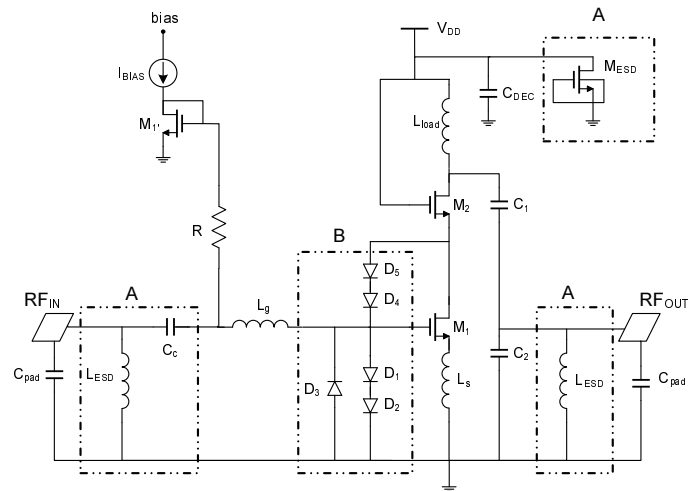 bias
A
V_DD
I_BIAS
M_ESD
C_DEC
M_1'
L_load
M_2
C_1
R
B
D_5
A
A
RF_IN
RF_OUT
L_g
D_4
M_1
C_c
C_2
C_pad
L_ESD
D_3
D_1
L_s
L_ESD
C_pad
D_2